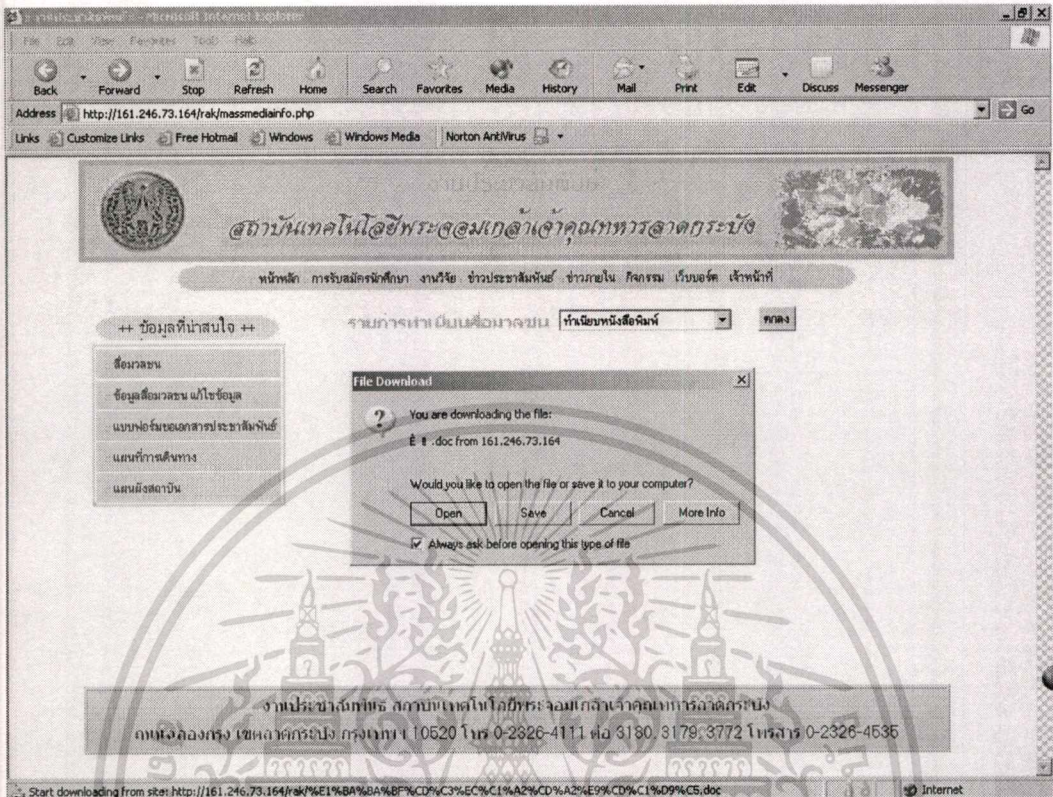 งานประชาสัมพันธ์ - Microsoft Internet Explorer
File Edit View Favorites Tools Help
Back Forward Stop Refresh Home Search Favorites Media History Mail Print Edit Discuss Messenger
Address http://161.246.73.164/rak/massmediainfo.php Go
Links Customize Links Free Hotmail Windows Windows Media Norton AntiVirus
สถาบันเทคโนโลยีพระจอมเกล้าเจ้าคุณทหารลาดกระบัง
หน้าหลัก การรับสมัครนักศึกษา งานวิจัย ข่าวประชาสัมพันธ์ ข่าวภายใน กิจกรรม เว็บบอร์ด เจ้าหน้าที่
++ ข้อมูลที่น่าสนใจ ++
รายการทำเนียบสื่อมวลชน ทำเนียบหนังสือพิมพ์ ตกลง
สื่อมวลชน
ข้อมูลสื่อมวลชน แก้ไขข้อมูล
แบบฟอร์มขอเอกสารประชาสัมพันธ์
แผนที่การเดินทาง
แผนผังสถาบัน
File Download
You are downloading the file:
.doc from 161.246.73.164
Would you like to open the file or save it to your computer?
Open Save Cancel More Info
Always ask before opening this type of file
งานประชาสัมพันธ์ สถาบันเทคโนโลยีพระจอมเกล้าเจ้าคุณทหารลาดกระบัง
ถนนฉลองกรุง เขตลาดกระบัง กรุงเทพฯ 10520 โทร 0-2326-4111 ต่อ 3180, 3179, 3772 โทรสาร 0-2326-4535
Start downloading from site: http://161.246.73.164/rak/%E1%BA%BA%BF%CD%C3%EC%C1%A2%CD%A2%E9%CD%C1%D9%C5.doc Internet